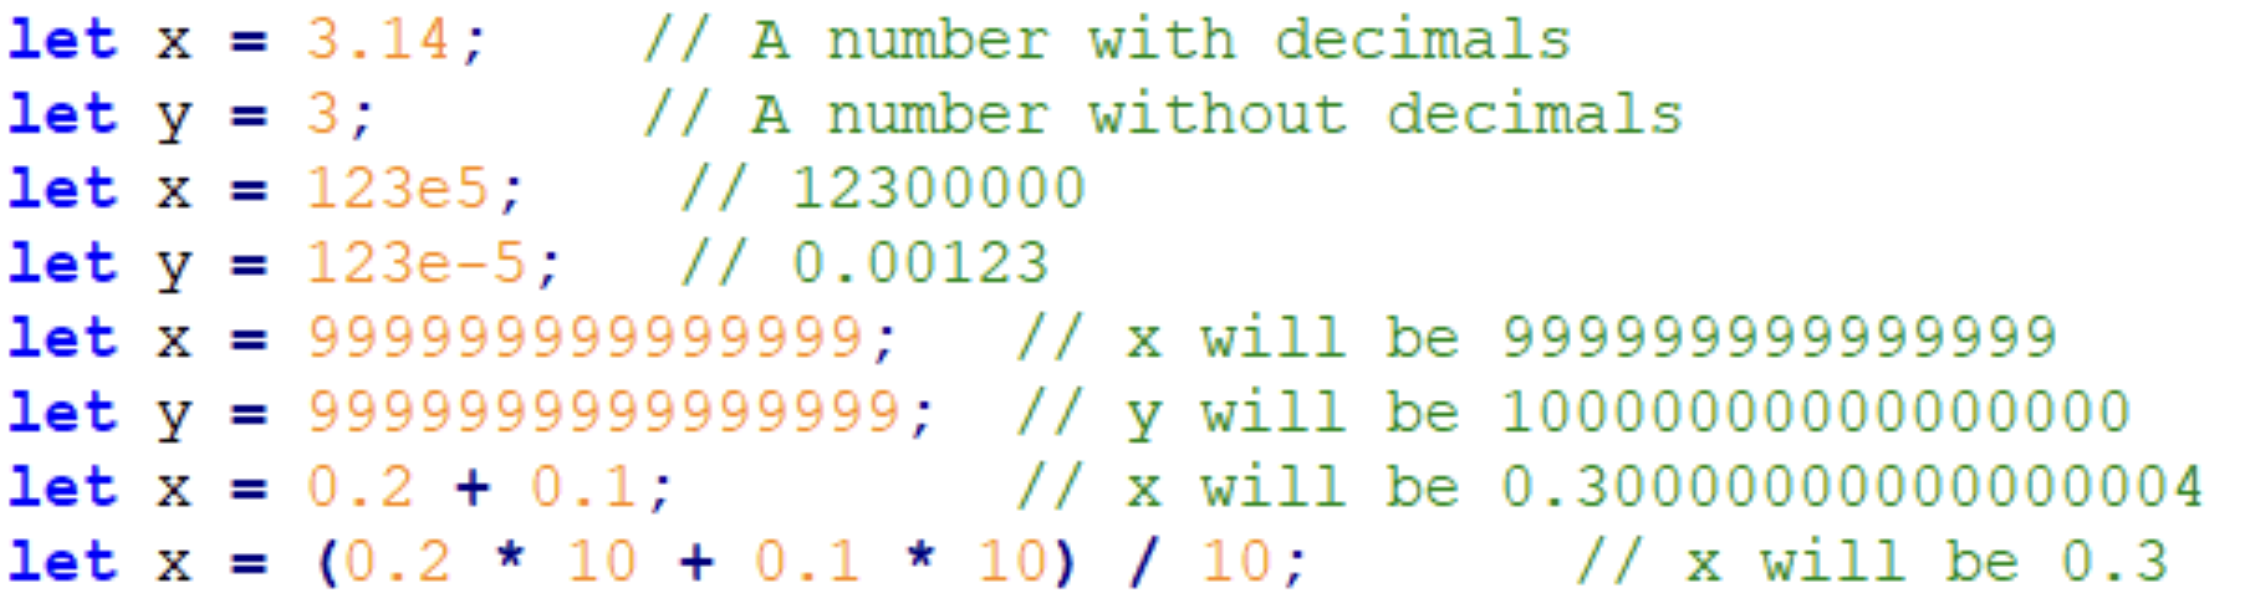 let x = 3.14;    // A number with decimals
let y = 3;       // A number without decimals
let x = 123e5;    // 12300000
let y = 123e-5;   // 0.00123
let x = 999999999999999;   // x will be 999999999999999
let y = 9999999999999999;  // y will be 10000000000000000
let x = 0.2 + 0.1;         // x will be 0.30000000000000004
let x = (0.2 * 10 + 0.1 * 10) / 10;       // x will be 0.3